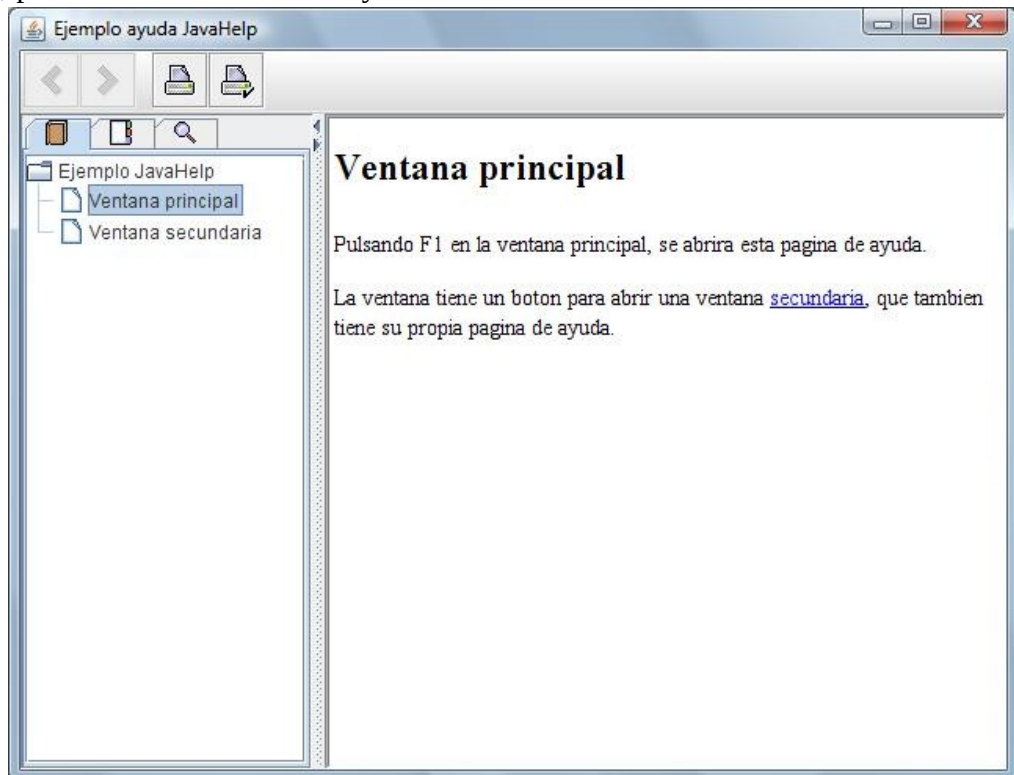 Ejemplo ayuda JavaHelp
Ejemplo JavaHelp
Ventana principal
Ventana secundaria
Ventana principal
Pulsando F1 en la ventana principal, se abrira esta pagina de ayuda.
La ventana tiene un boton para abrir una ventana secundaria, que tambien
tiene su propia pagina de ayuda.